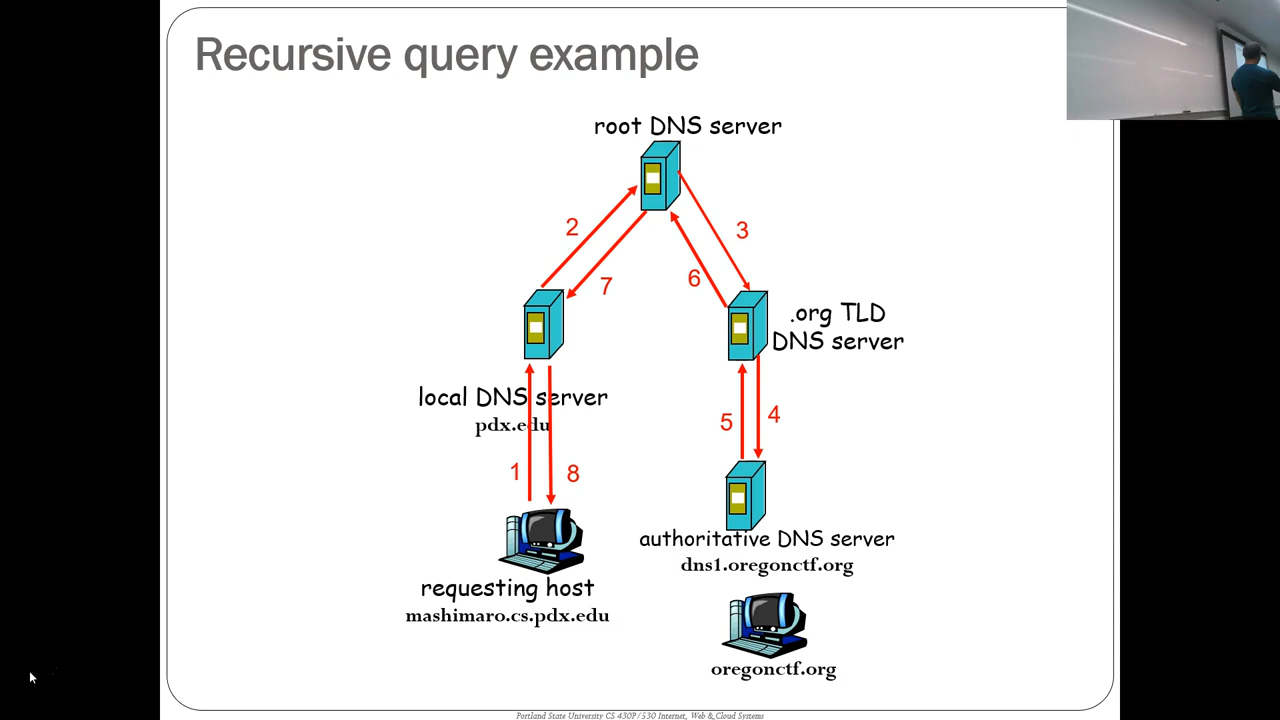 Recursive query example
root DNS server
2
3
7
6
.org TLD
DNS server
local DNS server
pdx.edu
5
4
1
8
authoritative DNS server
dns1.oregonctf.org
requesting host
mashimaro.cs.pdx.edu
oregonctf.org
Portland State University CS 430P/530 Internet, Web & Cloud Systems